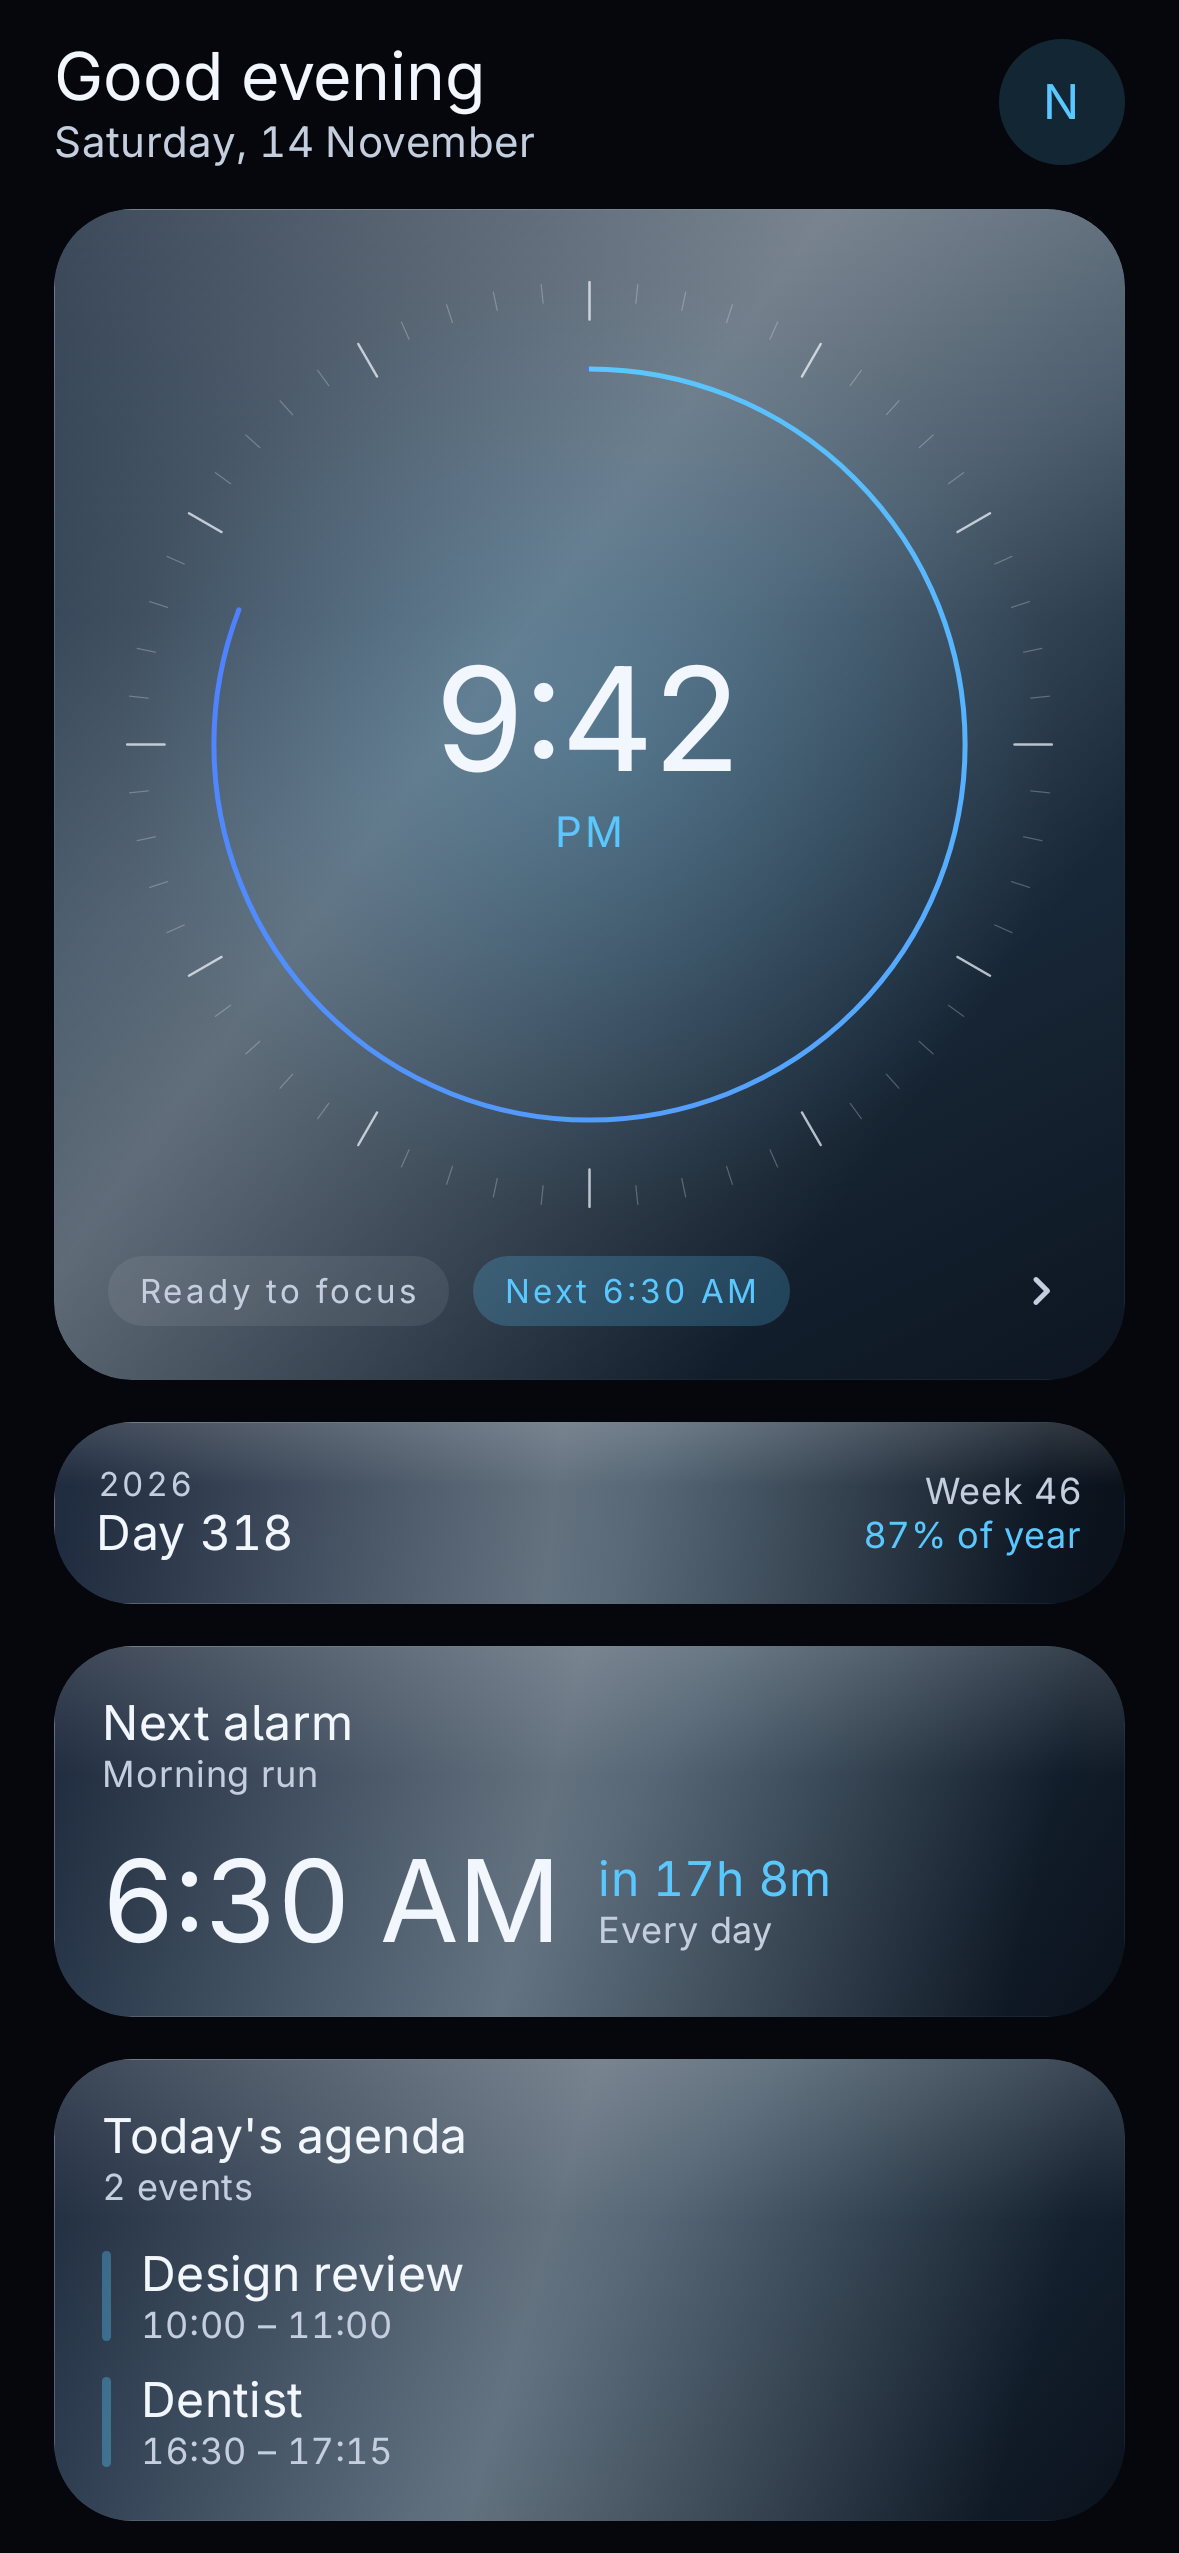 Good evening
Saturday, 14 November
N
9:42
PM
Ready to focus
Next 6:30 AM
2026
Day 318
Week 46
87% of year
Next alarm
Morning run
6:30 AM
in 17h 8m
Every day
Today's agenda
2 events
Design review
10:00 – 11:00
Dentist
16:30 – 17:15